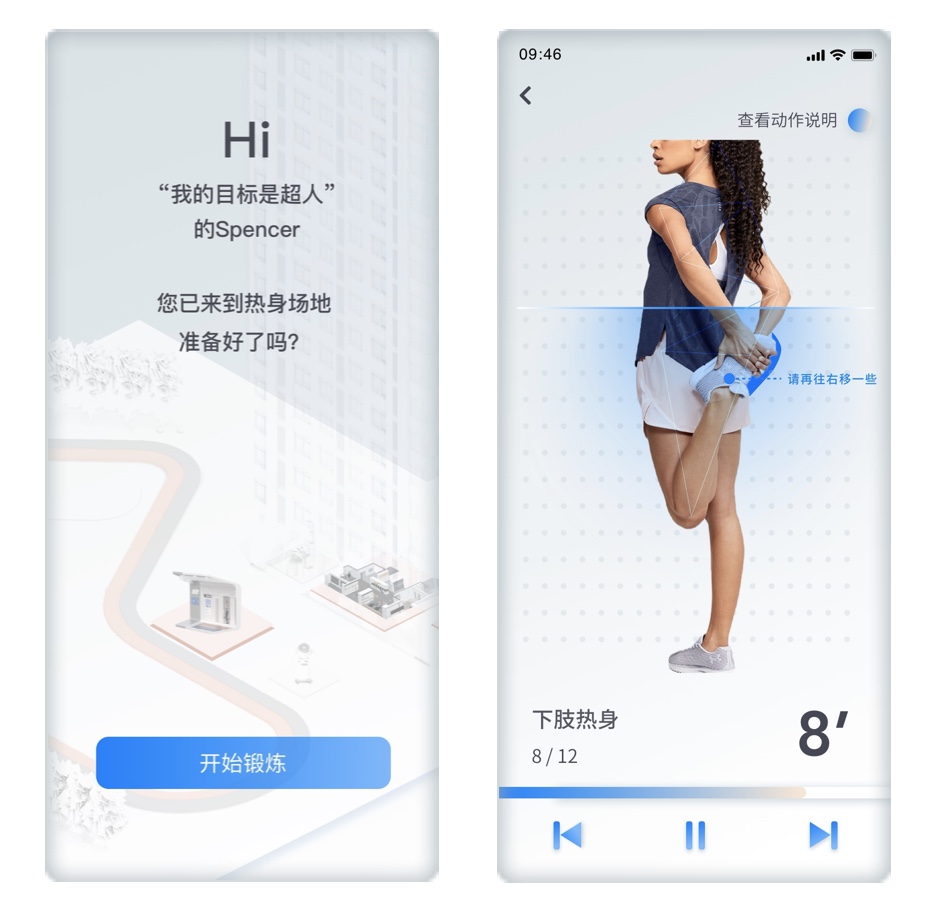 Hi
“我的目标是超人”
的Spencer
您已来到热身场地
准备好了吗?
开始锻炼
09:46
查看动作说明
请再往右移一些
下肢热身
8′
8 / 12